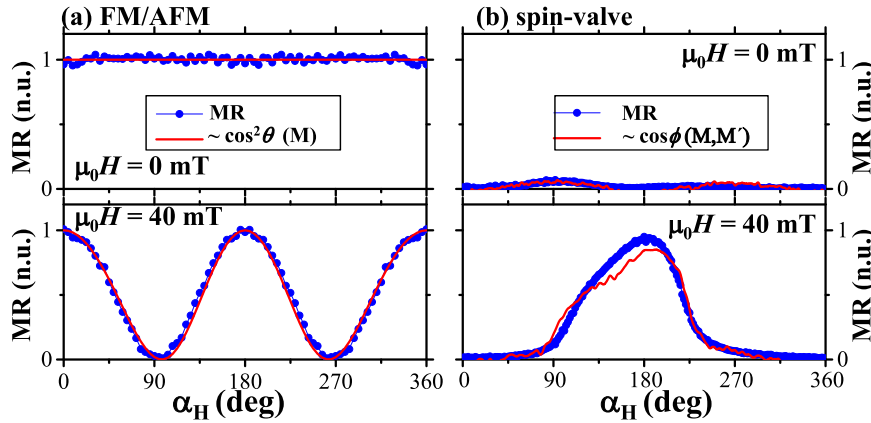 (a) FM/AFM
(b) spin-valve
MR (n.u.)
1
0
MR
~ cos²θ (M)
μ₀H = 0 mT
μ₀H = 0 mT
MR
~ cosϕ(M,M´)
1
0
MR (n.u.)
μ₀H = 40 mT
MR (n.u.)
1
0
0 90 180 270 360
α_H (deg)
μ₀H = 40 mT
1
0
MR (n.u.)
0 90 180 270 360
α_H (deg)